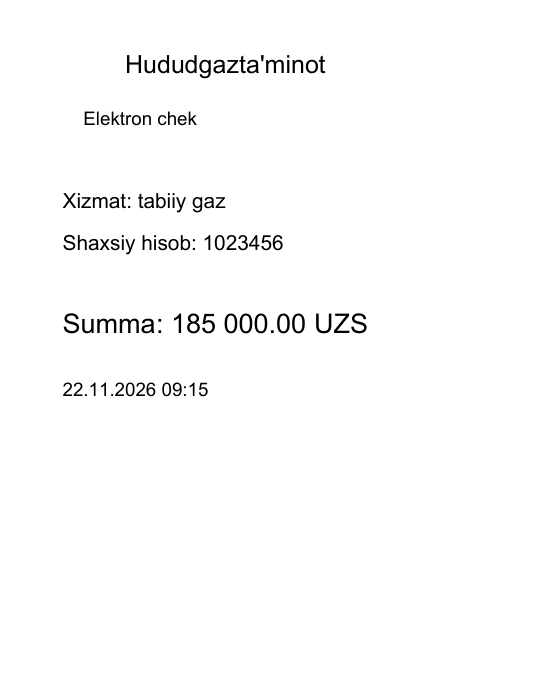 Hududgazta'minot
Elektron chek
Xizmat: tabiiy gaz
Shaxsiy hisob: 1023456
Summa: 185 000.00 UZS
22.11.2026 09:15